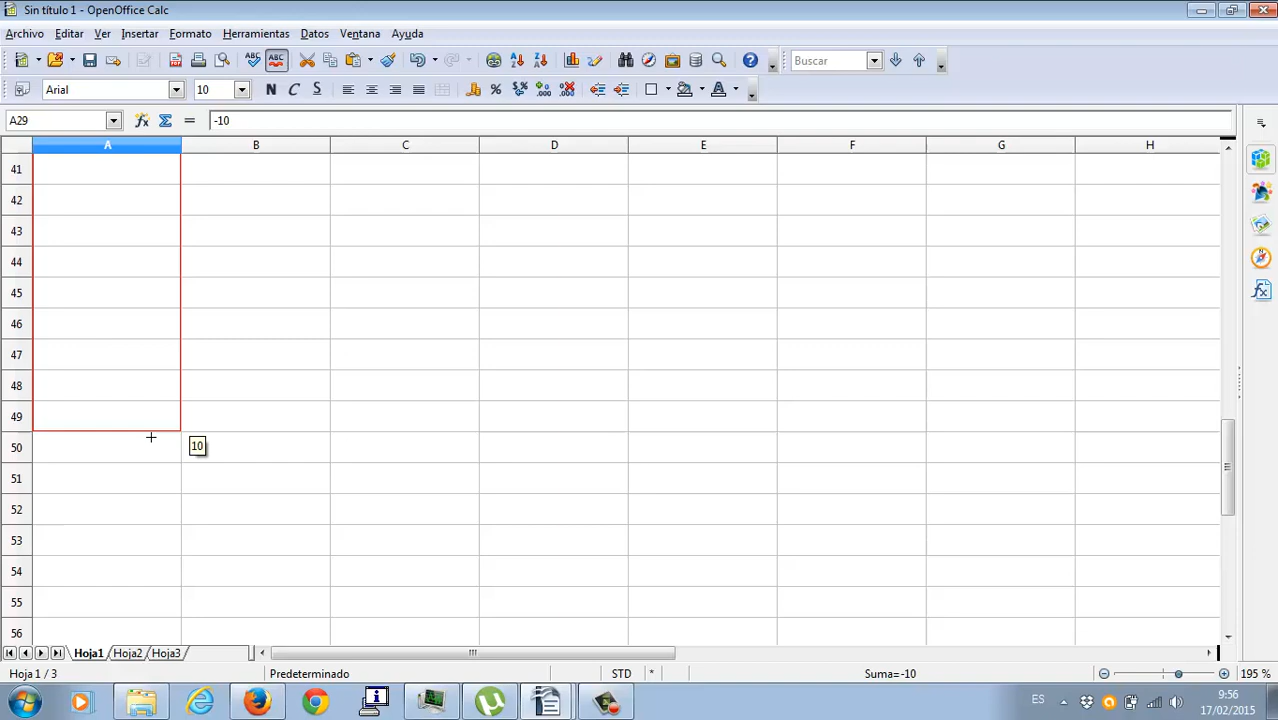 Sin título 1 - OpenOffice Calc
Archivo Editar Ver Insertar Formato Herramientas Datos Ventana Ayuda
Buscar
Arial 10
A29 -10
A B C D E F G H
41
42
43
44
45
46
47
48
49
50 10
51
52
53
54
55
56
Hoja1 Hoja2 Hoja3
Hoja 1 / 3 Predeterminado STD * Suma=-10 195 %
ES 9:56
17/02/2015